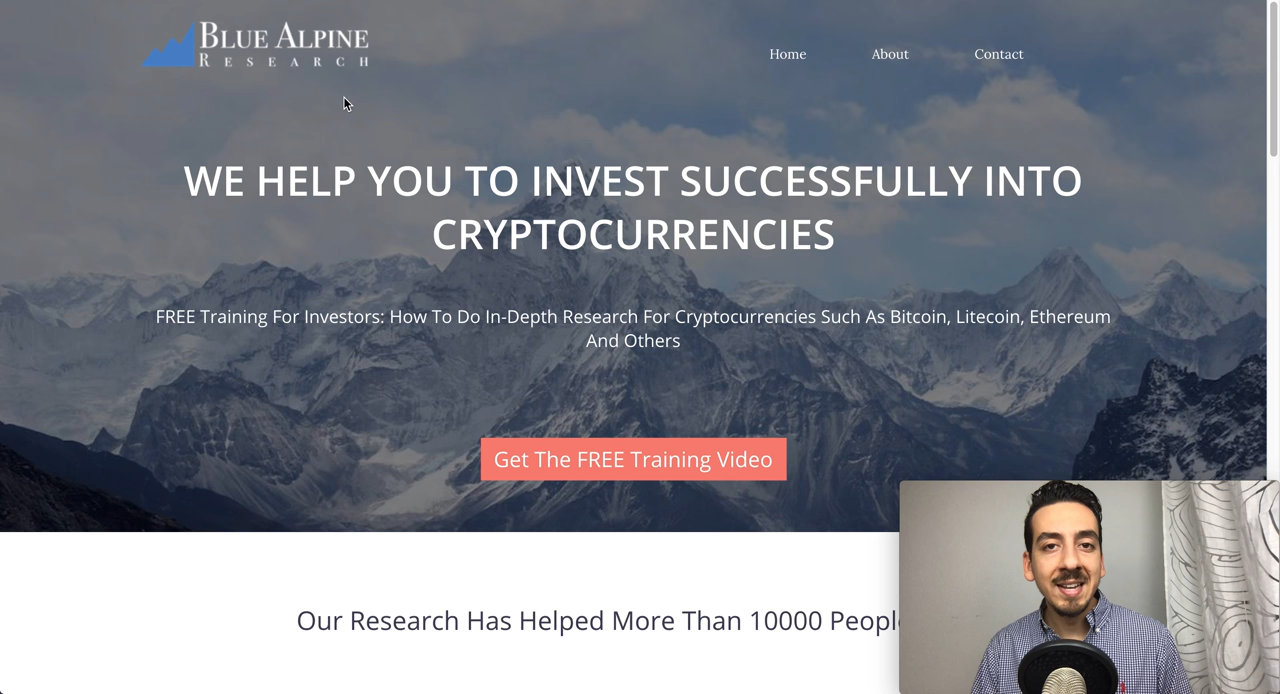 BLUE ALPINE
RESEARCH
Home
About
Contact
WE HELP YOU TO INVEST SUCCESSFULLY INTO
CRYPTOCURRENCIES
FREE Training For Investors: How To Do In-Depth Research For Cryptocurrencies Such As Bitcoin, Litecoin, Ethereum
And Others
Get The FREE Training Video
Our Research Has Helped More Than 10000